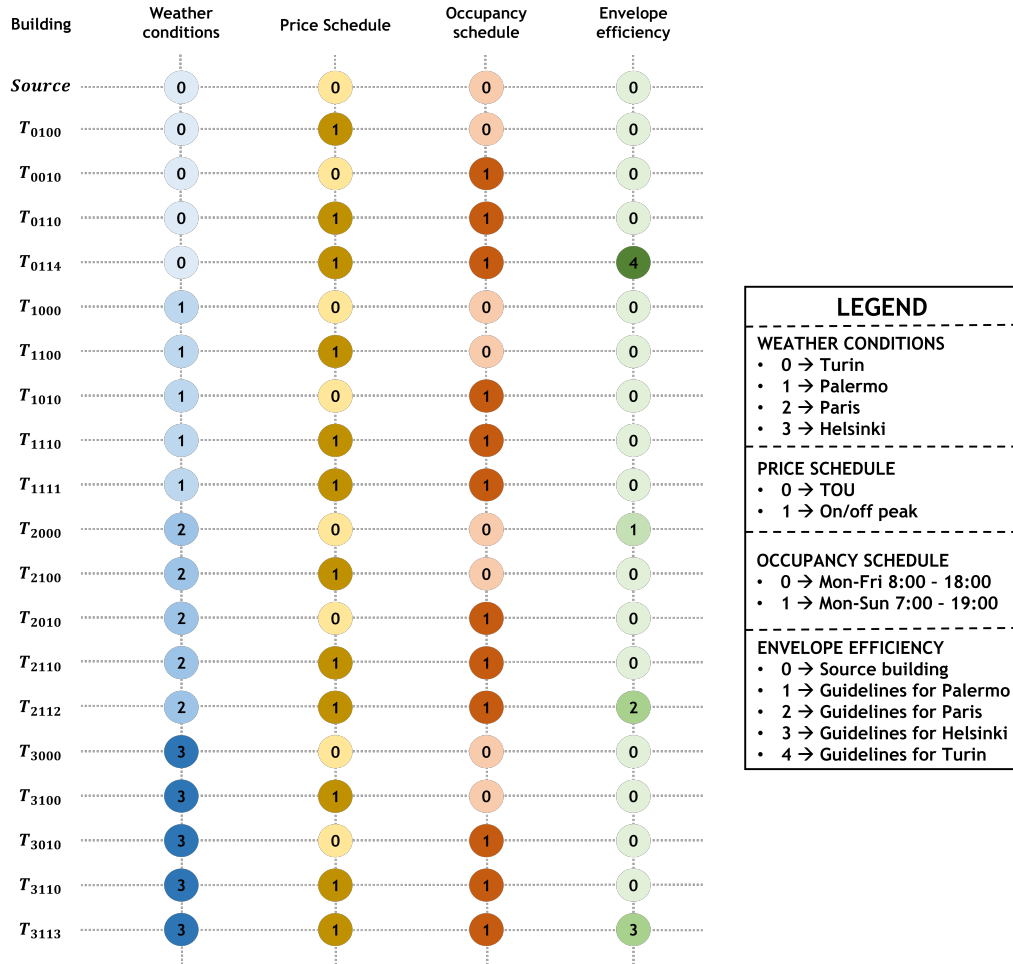 Building Weather conditions Price Schedule Occupancy schedule Envelope efficiency
Source 0 0 0 0
T0100 0 1 0 0
T0010 0 0 1 0
T0110 0 1 1 0
T0114 0 1 1 4
T1000 1 0 0 0
T1100 1 1 0 0
T1010 1 0 1 0
T1110 1 1 1 0
T1111 1 1 1 0
T2000 2 0 0 1
T2100 2 1 0 0
T2010 2 0 1 0
T2110 2 1 1 0
T2112 2 1 1 2
T3000 3 0 0 0
T3100 3 1 0 0
T3010 3 0 1 0
T3110 3 1 1 0
T3113 3 1 1 3
LEGEND
WEATHER CONDITIONS
• 0 → Turin
• 1 → Palermo
• 2 → Paris
• 3 → Helsinki
PRICE SCHEDULE
• 0 → TOU
• 1 → On/off peak
OCCUPANCY SCHEDULE
• 0 → Mon-Fri 8:00 – 18:00
• 1 → Mon-Sun 7:00 – 19:00
ENVELOPE EFFICIENCY
• 0 → Source building
• 1 → Guidelines for Palermo
• 2 → Guidelines for Paris
• 3 → Guidelines for Helsinki
• 4 → Guidelines for Turin